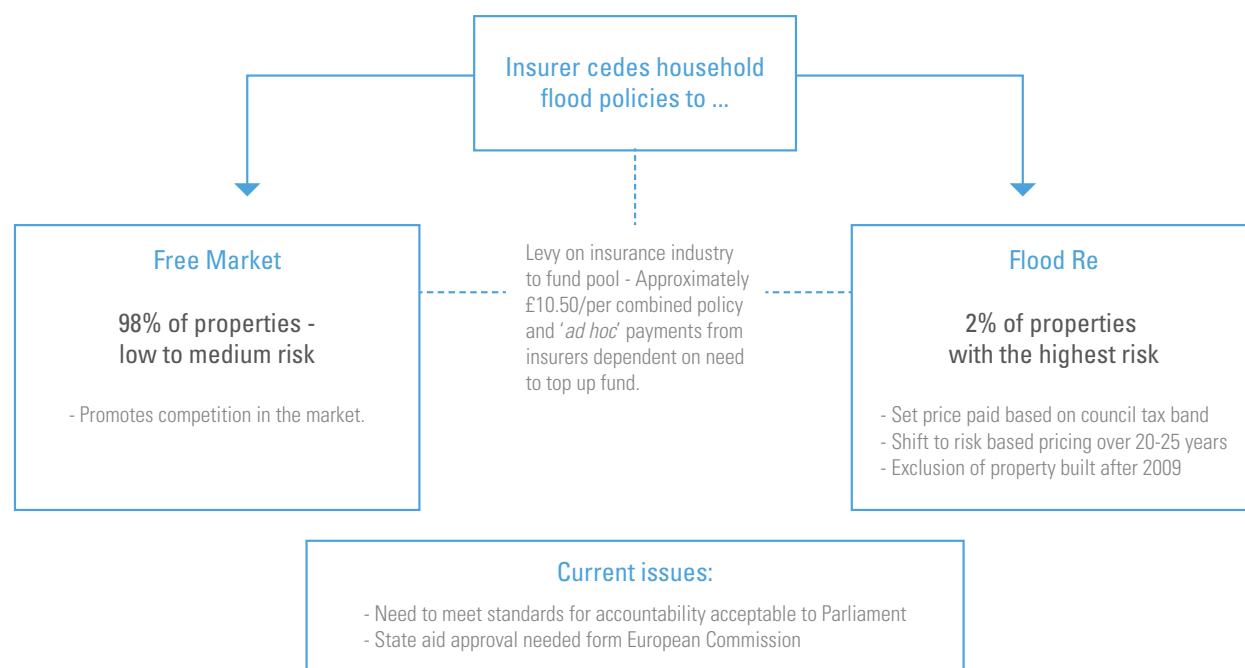 Insurer cedes household
flood policies to ...
Free Market
98% of properties -
low to medium risk
- Promotes competition in the market.
Levy on insurance industry
to fund pool - Approximately
£10.50/per combined policy
and ‘ad hoc’ payments from
insurers dependent on need
to top up fund.
Flood Re
2% of properties
with the highest risk
- Set price paid based on council tax band
- Shift to risk based pricing over 20-25 years
- Exclusion of property built after 2009
Current issues:
- Need to meet standards for accountability acceptable to Parliament
- State aid approval needed form European Commission